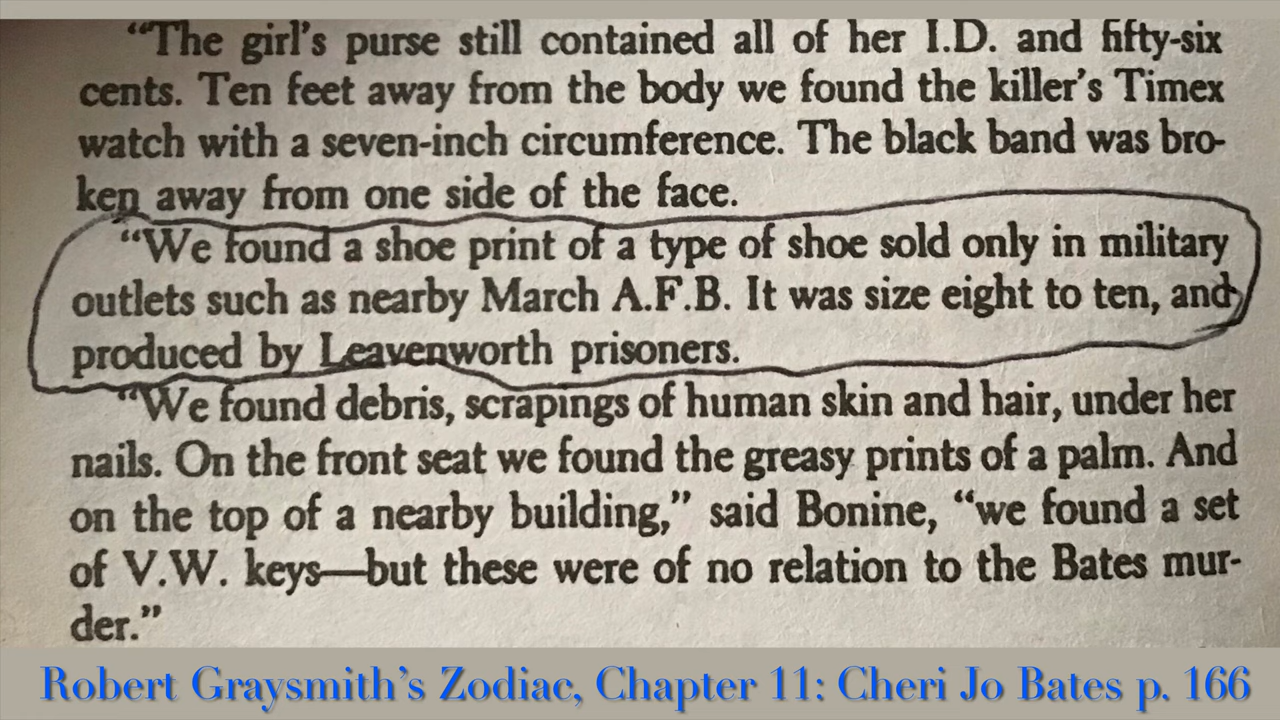 “The girl’s purse still contained all of her I.D. and fifty-six
cents. Ten feet away from the body we found the killer’s Timex
watch with a seven-inch circumference. The black band was bro-
ken away from one side of the face.
“We found a shoe print of a type of shoe sold only in military
outlets such as nearby March A.F.B. It was size eight to ten, and
produced by Leavenworth prisoners.
“We found debris, scrapings of human skin and hair, under her
nails. On the front seat we found the greasy prints of a palm. And
on the top of a nearby building,” said Bonine, “we found a set
of V.W. keys—but these were of no relation to the Bates mur-
der.”
Robert Graysmith’s Zodiac, Chapter 11: Cheri Jo Bates p. 166